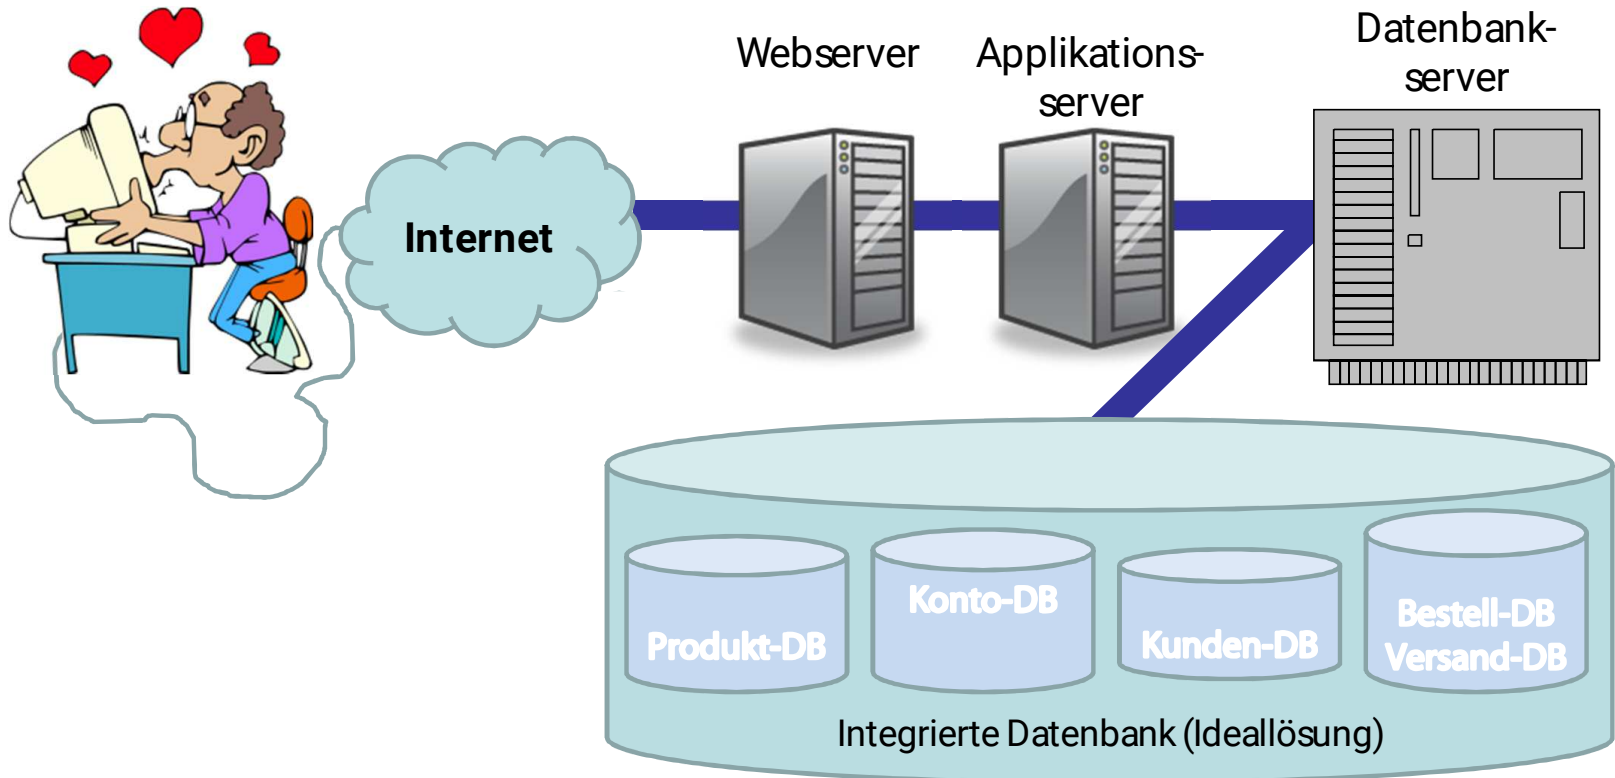 Webserver
Applikations-
server
Datenbank-
server
Internet
Produkt-DB
Konto-DB
Kunden-DB
Bestell-DB
Versand-DB
Integrierte Datenbank (Ideallösung)